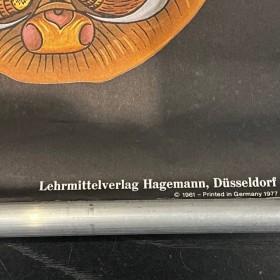 Lehrmittelverlag Hagemann, Düsseldorf
© 1961 – Printed in Germany 1977